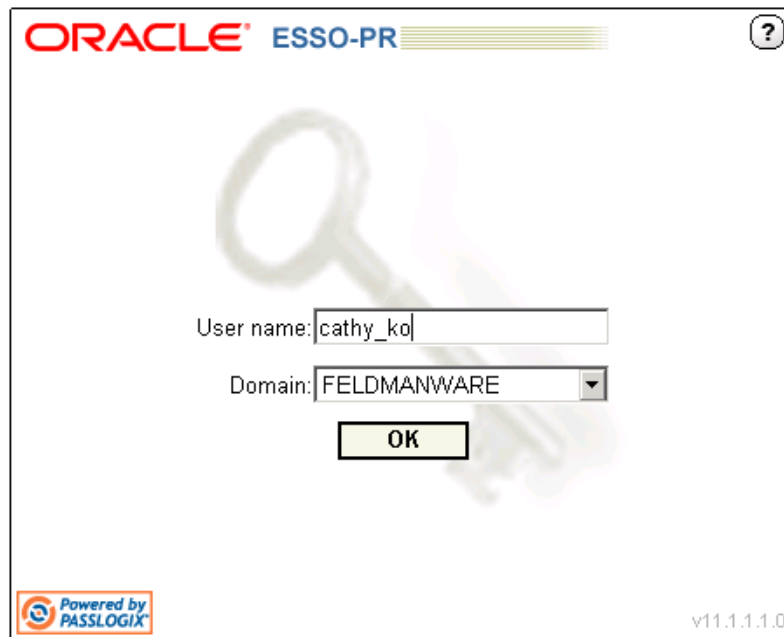 ORACLE ESSO-PR
?
User name: cathy_ko
Domain: FELDMANWARE
OK
Powered by
PASSLOGIX
v11.1.1.1.0